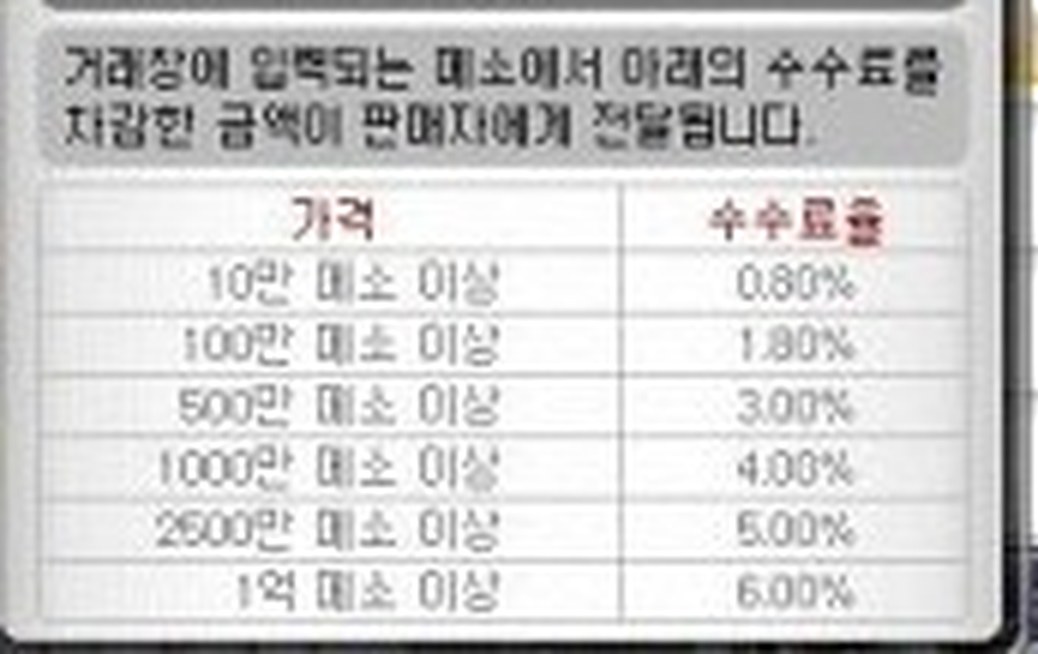 거래창에 입력되는 메소에서 아래의 수수료를
차감한 금액이 판매자에게 전달됩니다.
가격 수수료율
10만 메소 이상 0.80%
100만 메소 이상 1.80%
500만 메소 이상 3.00%
1000만 메소 이상 4.00%
2500만 메소 이상 5.00%
1억 메소 이상 6.00%